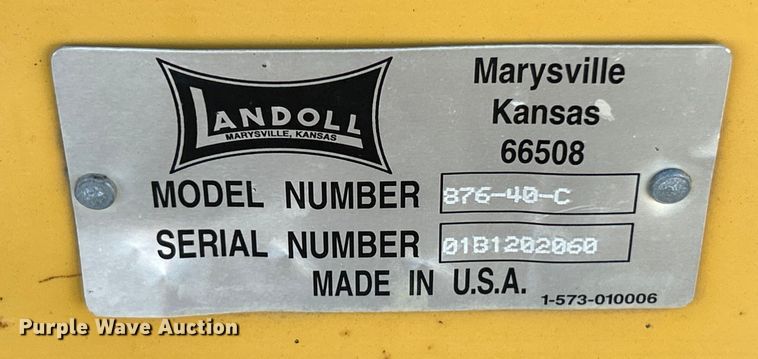 LANDOLL
MARYSVILLE, KANSAS
Marysville
Kansas
66508
MODEL NUMBER 876-40-C
SERIAL NUMBER 01B1202060
MADE IN U.S.A.
1-573-010006
Purple Wave Auction